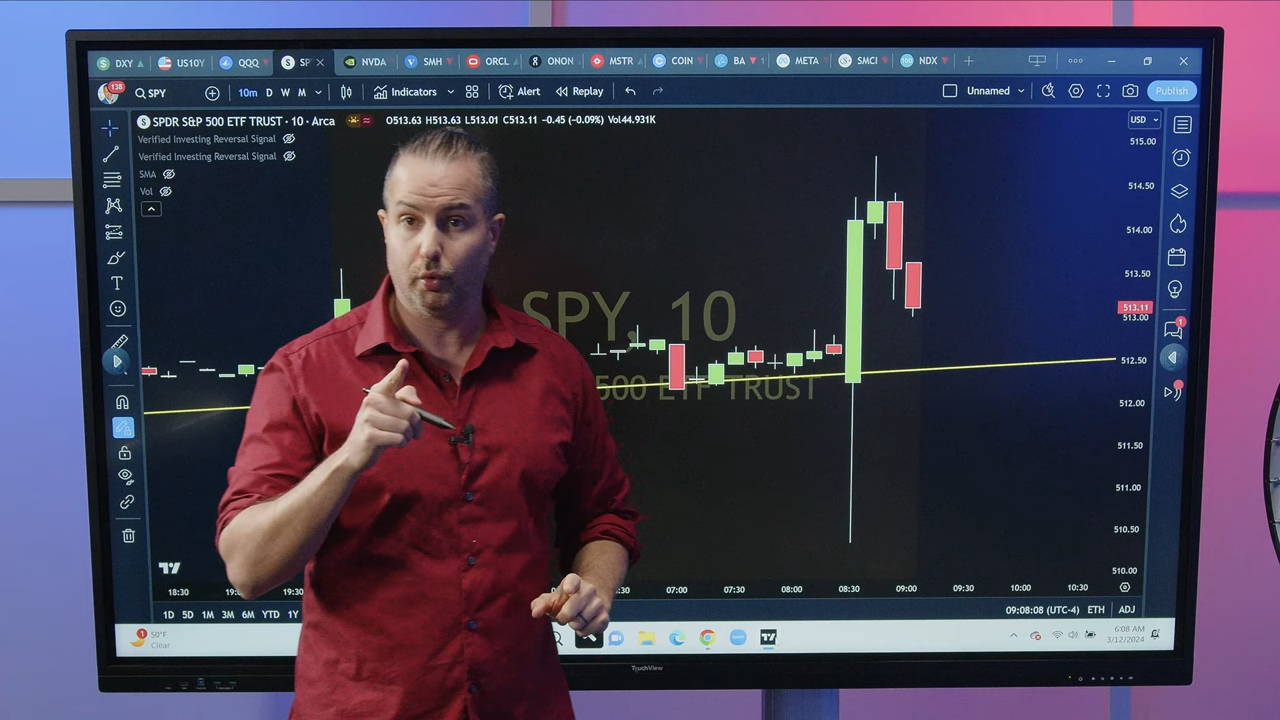 DXY US10Y QQQ SP NVDA SMH ORCL ONON MSTR COIN BA 1 META SMCI NDX
138 SPY 10m D W M Indicators Alert Replay Unnamed Publish
SPDR S&P 500 ETF TRUST · 10 · Arca O513.63 H513.63 L513.01 C513.11 −0.45 (−0.09%) Vol44.931K USD
Verified Investing Reversal Signal
Verified Investing Reversal Signal
SMA
Vol
515.00
514.50
514.00
513.50
513.11
513.00
512.50
512.00
511.50
511.00
510.50
510.00
SPY, 10
500 ETF TRUST
1
18:30 19:30 07:00 07:30 08:00 08:30 09:00 09:30 10:00 10:30
1D 5D 1M 3M 6M YTD 1Y 09:08:08 (UTC-4) ETH ADJ
1 50°F
Clear
6:08 AM
3/12/2024
TouchView